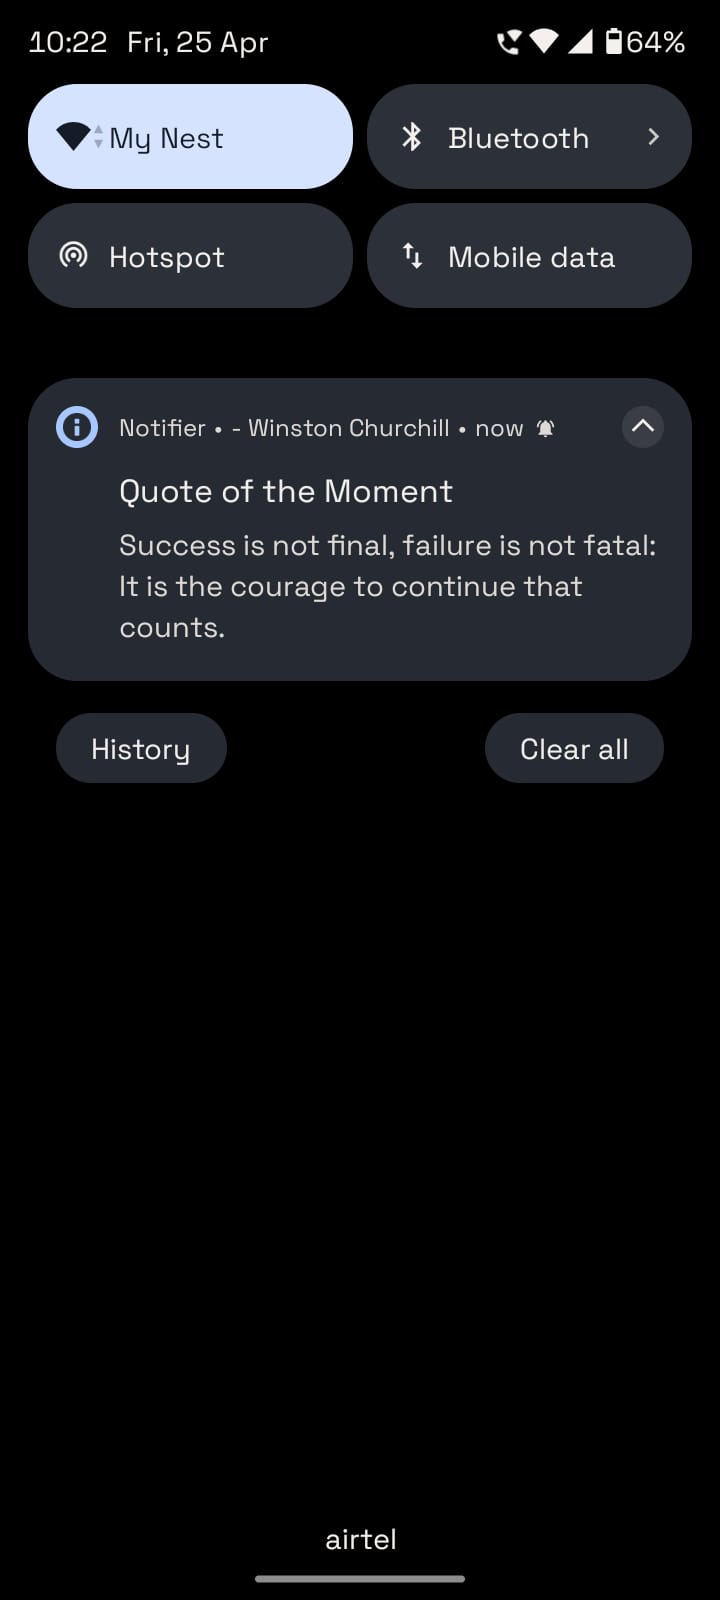 10:22 Fri, 25 Apr 64%
My Nest
Bluetooth
Hotspot
Mobile data
Notifier • - Winston Churchill • now
Quote of the Moment
Success is not final, failure is not fatal:
It is the courage to continue that
counts.
History
Clear all
airtel